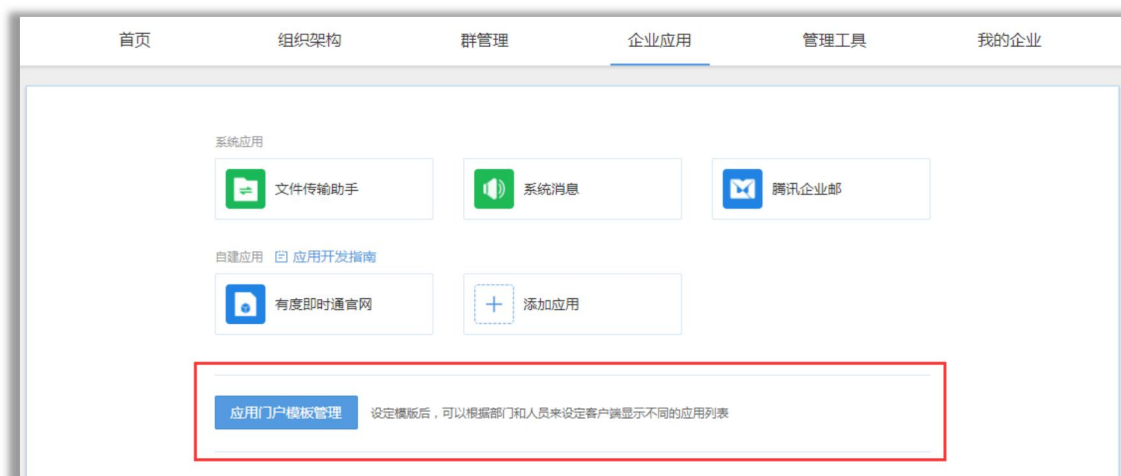 首页 组织架构 群管理 企业应用 管理工具 我的企业
系统应用
文件传输助手 系统消息 腾讯企业邮
自建应用 应用开发指南
有度即时通官网 添加应用
应用门户模板管理 设定模版后，可以根据部门和人员来设定客户端显示不同的应用列表